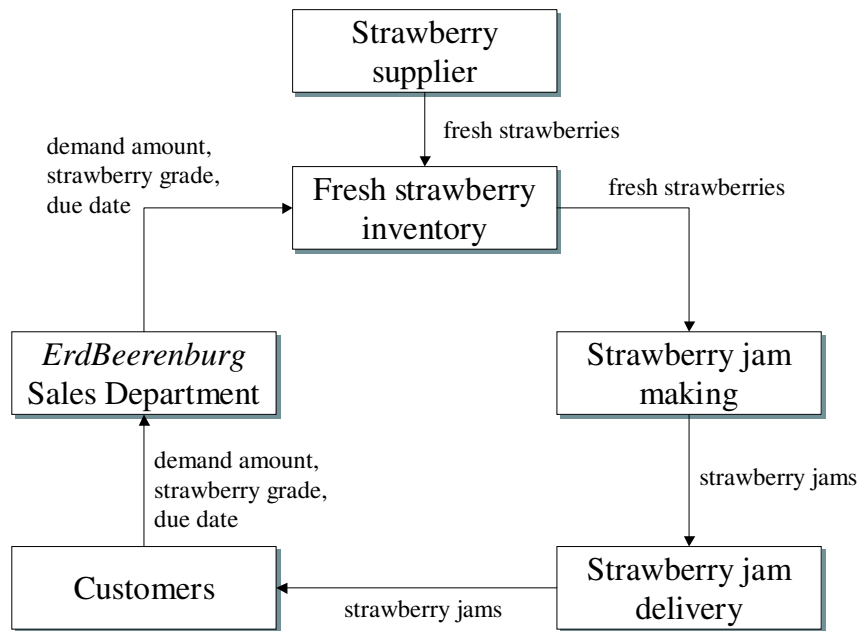 Strawberry
supplier
fresh strawberries
demand amount,
strawberry grade,
due date
Fresh strawberry
inventory
fresh strawberries
ErdBeerenburg
Sales Department
Strawberry jam
making
demand amount,
strawberry grade,
due date
strawberry jams
Customers
strawberry jams
Strawberry jam
delivery